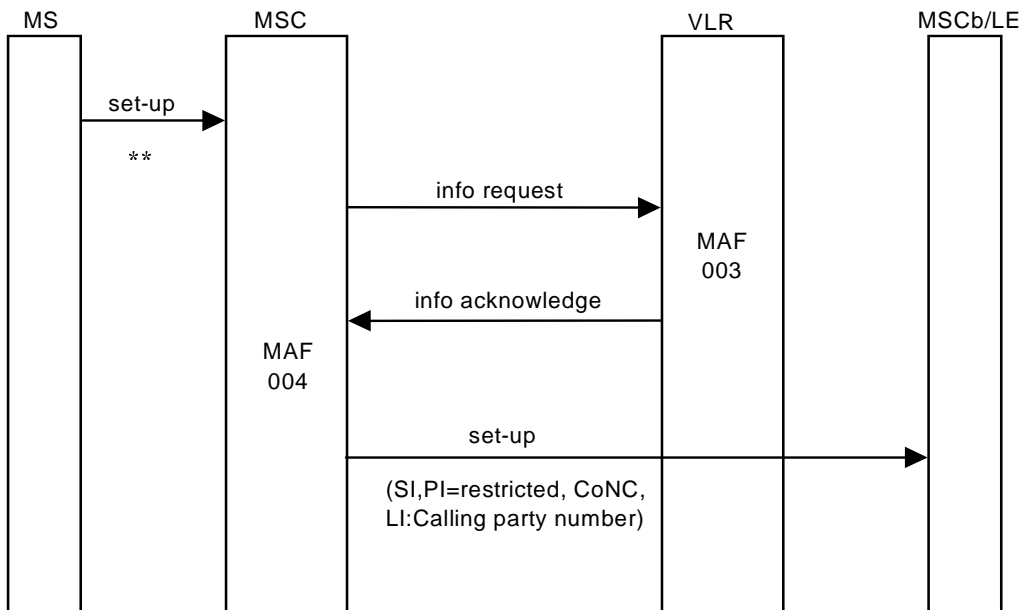 MS
MSC
VLR
MSCb/LE
set-up
**
info request
MAF
003
info acknowledge
MAF
004
set-up
(SI,PI=restricted, CoNC,
LI:Calling party number)